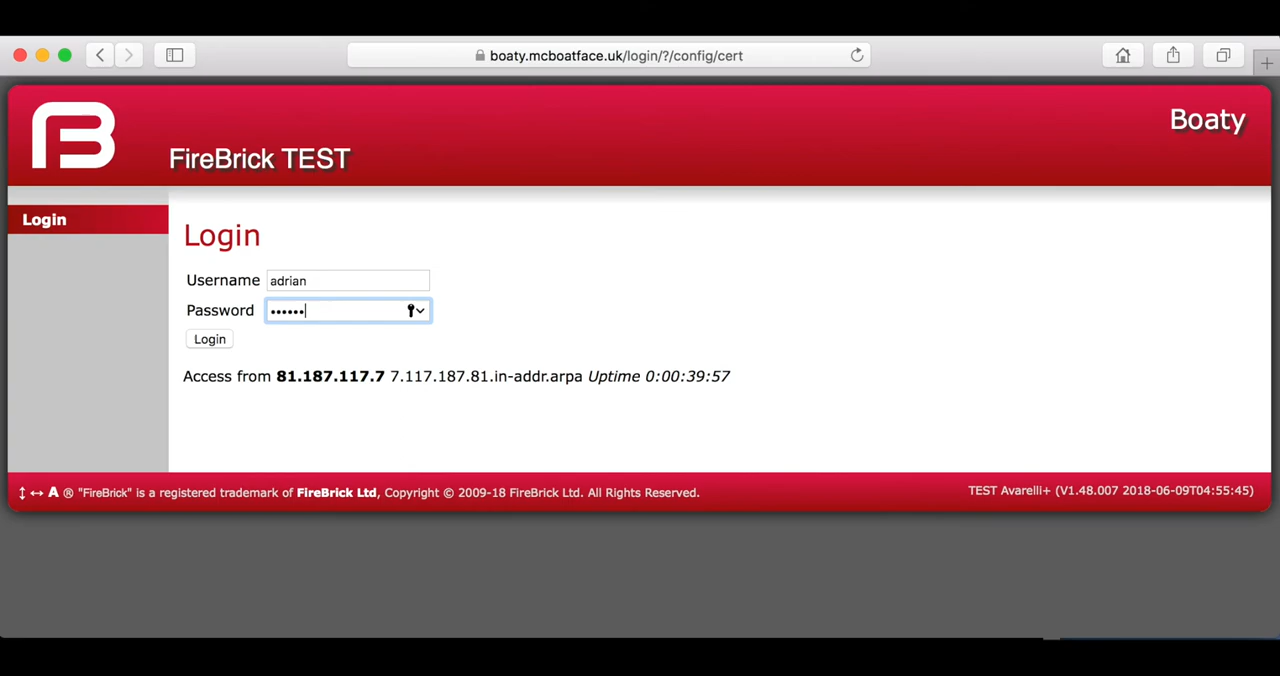 boaty.mcboatface.uk/login/?/config/cert
Boaty
FireBrick TEST
Login
Login
Username adrian
Password ••••••
Login
Access from 81.187.117.7 7.117.187.81.in-addr.arpa Uptime 0:00:39:57
A ® "FireBrick" is a registered trademark of FireBrick Ltd, Copyright © 2009-18 FireBrick Ltd. All Rights Reserved.
TEST Avarelli+ (V1.48.007 2018-06-09T04:55:45)